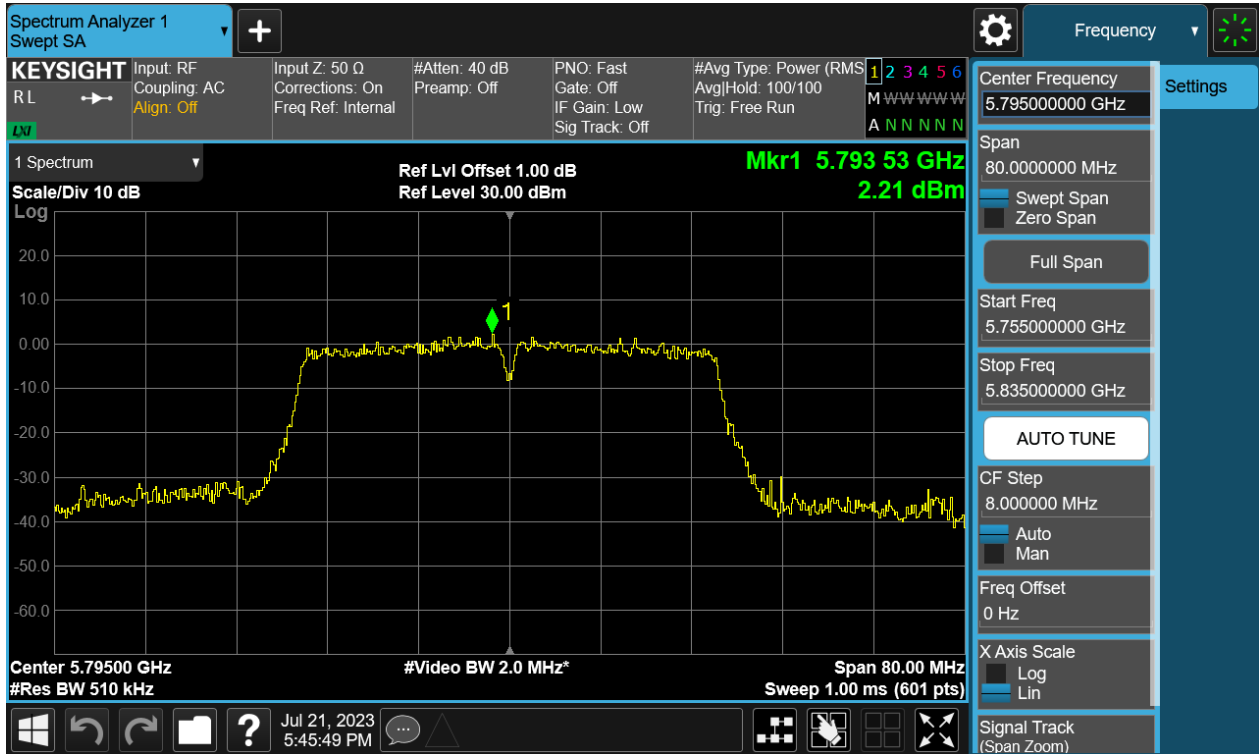 Spectrum Analyzer 1
Swept SA
Frequency
KEYSIGHT
R L
LXI
Input: RF
Coupling: AC
Align: Off
Input Z: 50 Ω
Corrections: On
Freq Ref: Internal
#Atten: 40 dB
Preamp: Off
PNO: Fast
Gate: Off
IF Gain: Low
Sig Track: Off
#Avg Type: Power (RMS
Avg|Hold: 100/100
Trig: Free Run
1 2 3 4 5 6
M W W W W W
A N N N N N
Center Frequency
5.795000000 GHz
Settings
Span
80.0000000 MHz
Swept Span
Zero Span
Full Span
Start Freq
5.755000000 GHz
Stop Freq
5.835000000 GHz
AUTO TUNE
CF Step
8.000000 MHz
Auto
Man
Freq Offset
0 Hz
X Axis Scale
Log
Lin
Signal Track
(Span Zoom)
1 Spectrum
Scale/Div 10 dB
Log
Ref Lvl Offset 1.00 dB
Ref Level 30.00 dBm
Mkr1 5.793 53 GHz
2.21 dBm
20.0
10.0
1
0.00
-10.0
-20.0
-30.0
-40.0
-50.0
-60.0
Center 5.79500 GHz
#Res BW 510 kHz
#Video BW 2.0 MHz*
Span 80.00 MHz
Sweep 1.00 ms (601 pts)
?
Jul 21, 2023
5:45:49 PM